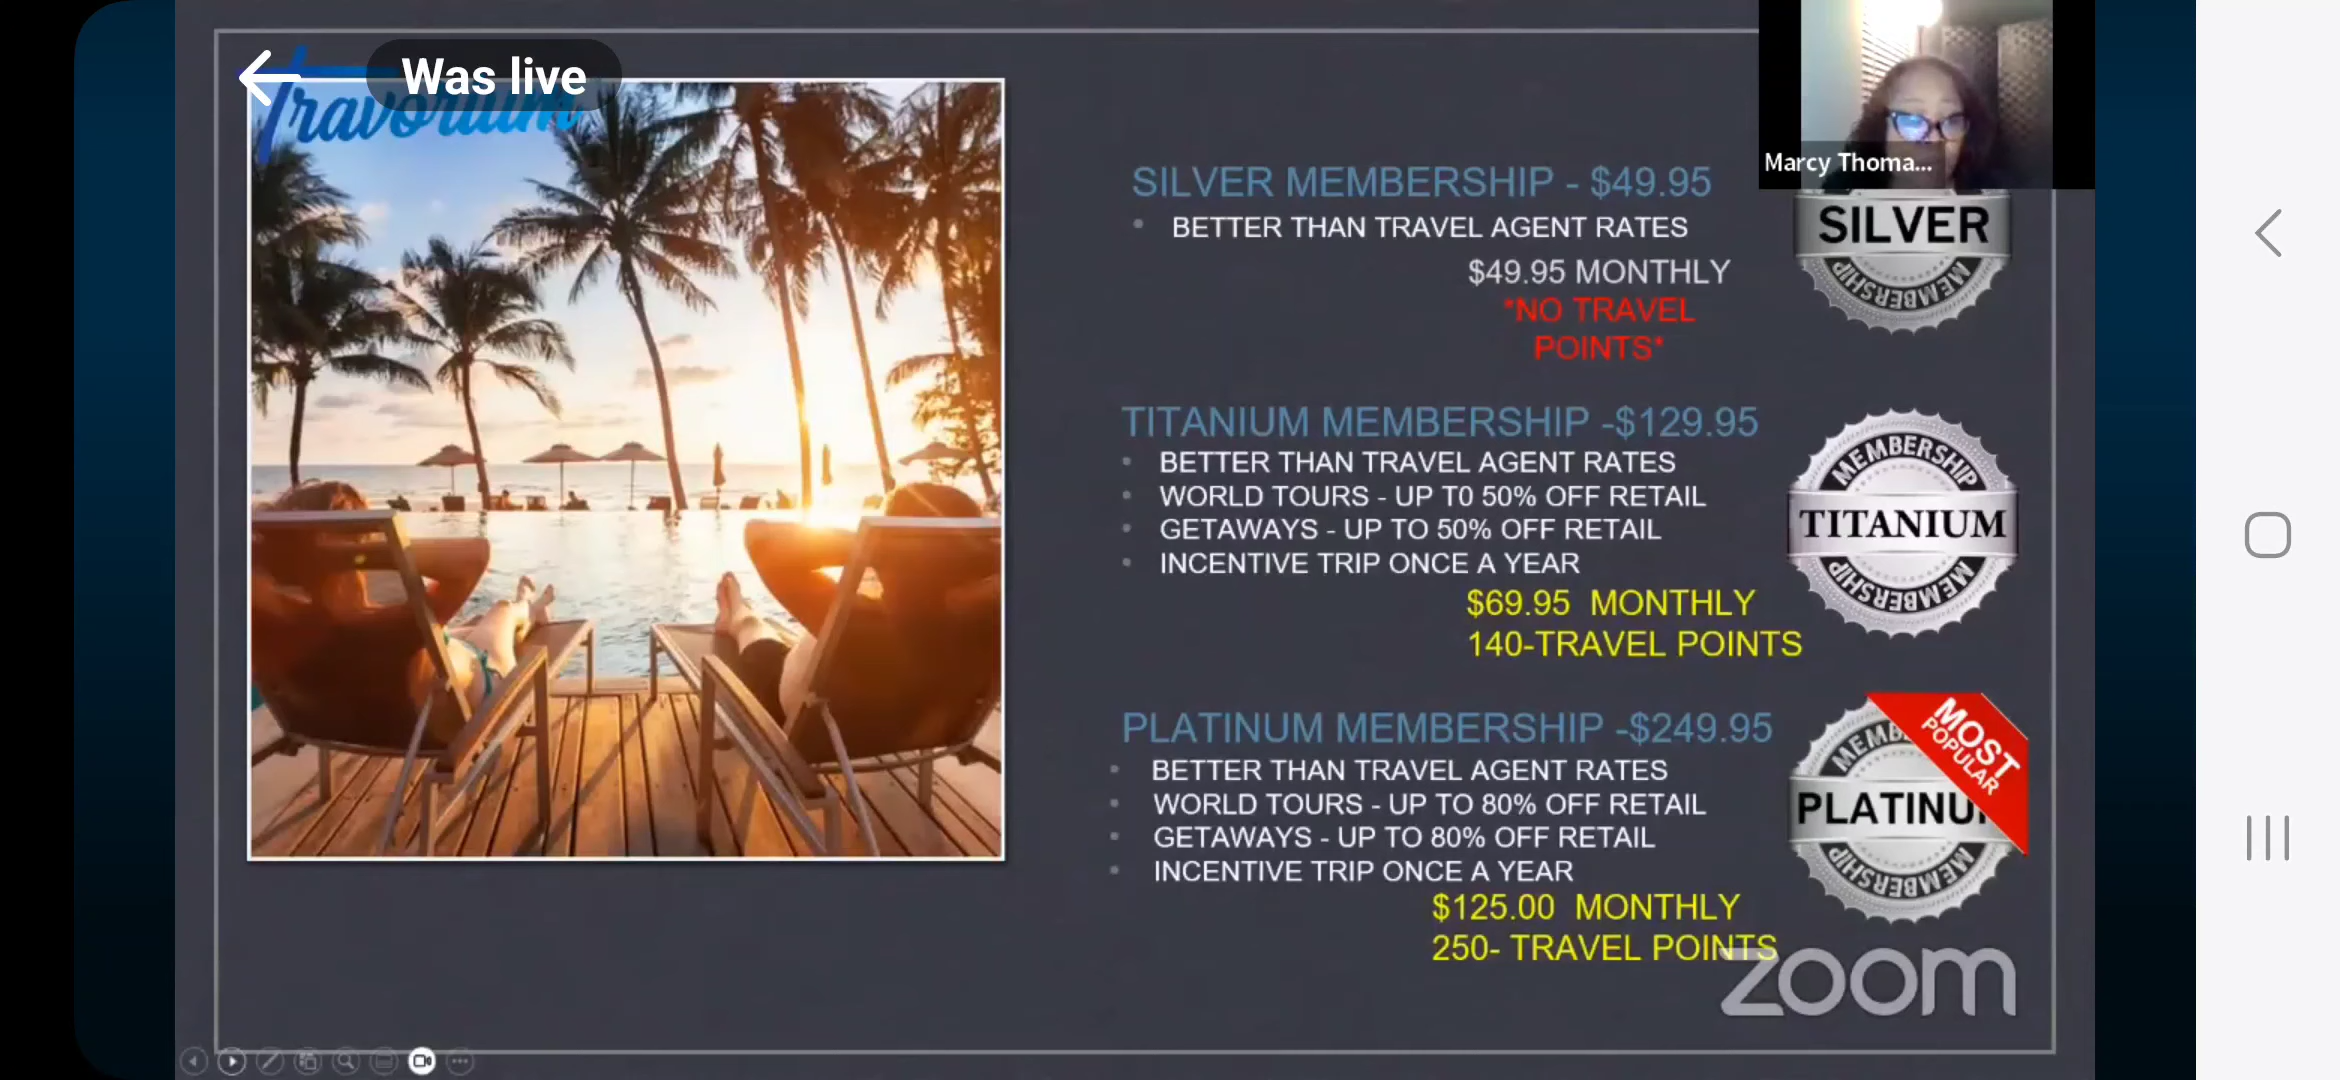 Was live
Travorium
Marcy Thoma...
SILVER MEMBERSHIP - $49.95
BETTER THAN TRAVEL AGENT RATES
$49.95 MONTHLY
*NO TRAVEL
POINTS*
SILVER
MEMBERSHIP
TITANIUM MEMBERSHIP -$129.95
BETTER THAN TRAVEL AGENT RATES
WORLD TOURS - UP T0 50% OFF RETAIL
GETAWAYS - UP TO 50% OFF RETAIL
INCENTIVE TRIP ONCE A YEAR
$69.95 MONTHLY
140-TRAVEL POINTS
MEMBERSHIP
TITANIUM
MEMBERSHIP
PLATINUM MEMBERSHIP -$249.95
BETTER THAN TRAVEL AGENT RATES
WORLD TOURS - UP TO 80% OFF RETAIL
GETAWAYS - UP TO 80% OFF RETAIL
INCENTIVE TRIP ONCE A YEAR
$125.00 MONTHLY
250- TRAVEL POINTS
MOST
POPULAR
MEMB
PLATINU
MEMBERSHIP
zoom